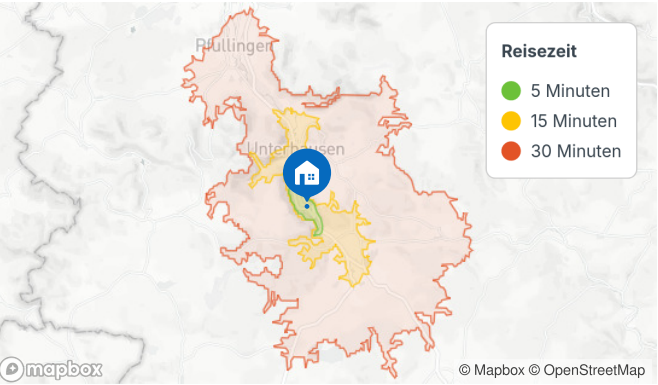 Pfullingen
Unterhausen
Reisezeit
5 Minuten
15 Minuten
30 Minuten
mapbox
© Mapbox © OpenStreetMap